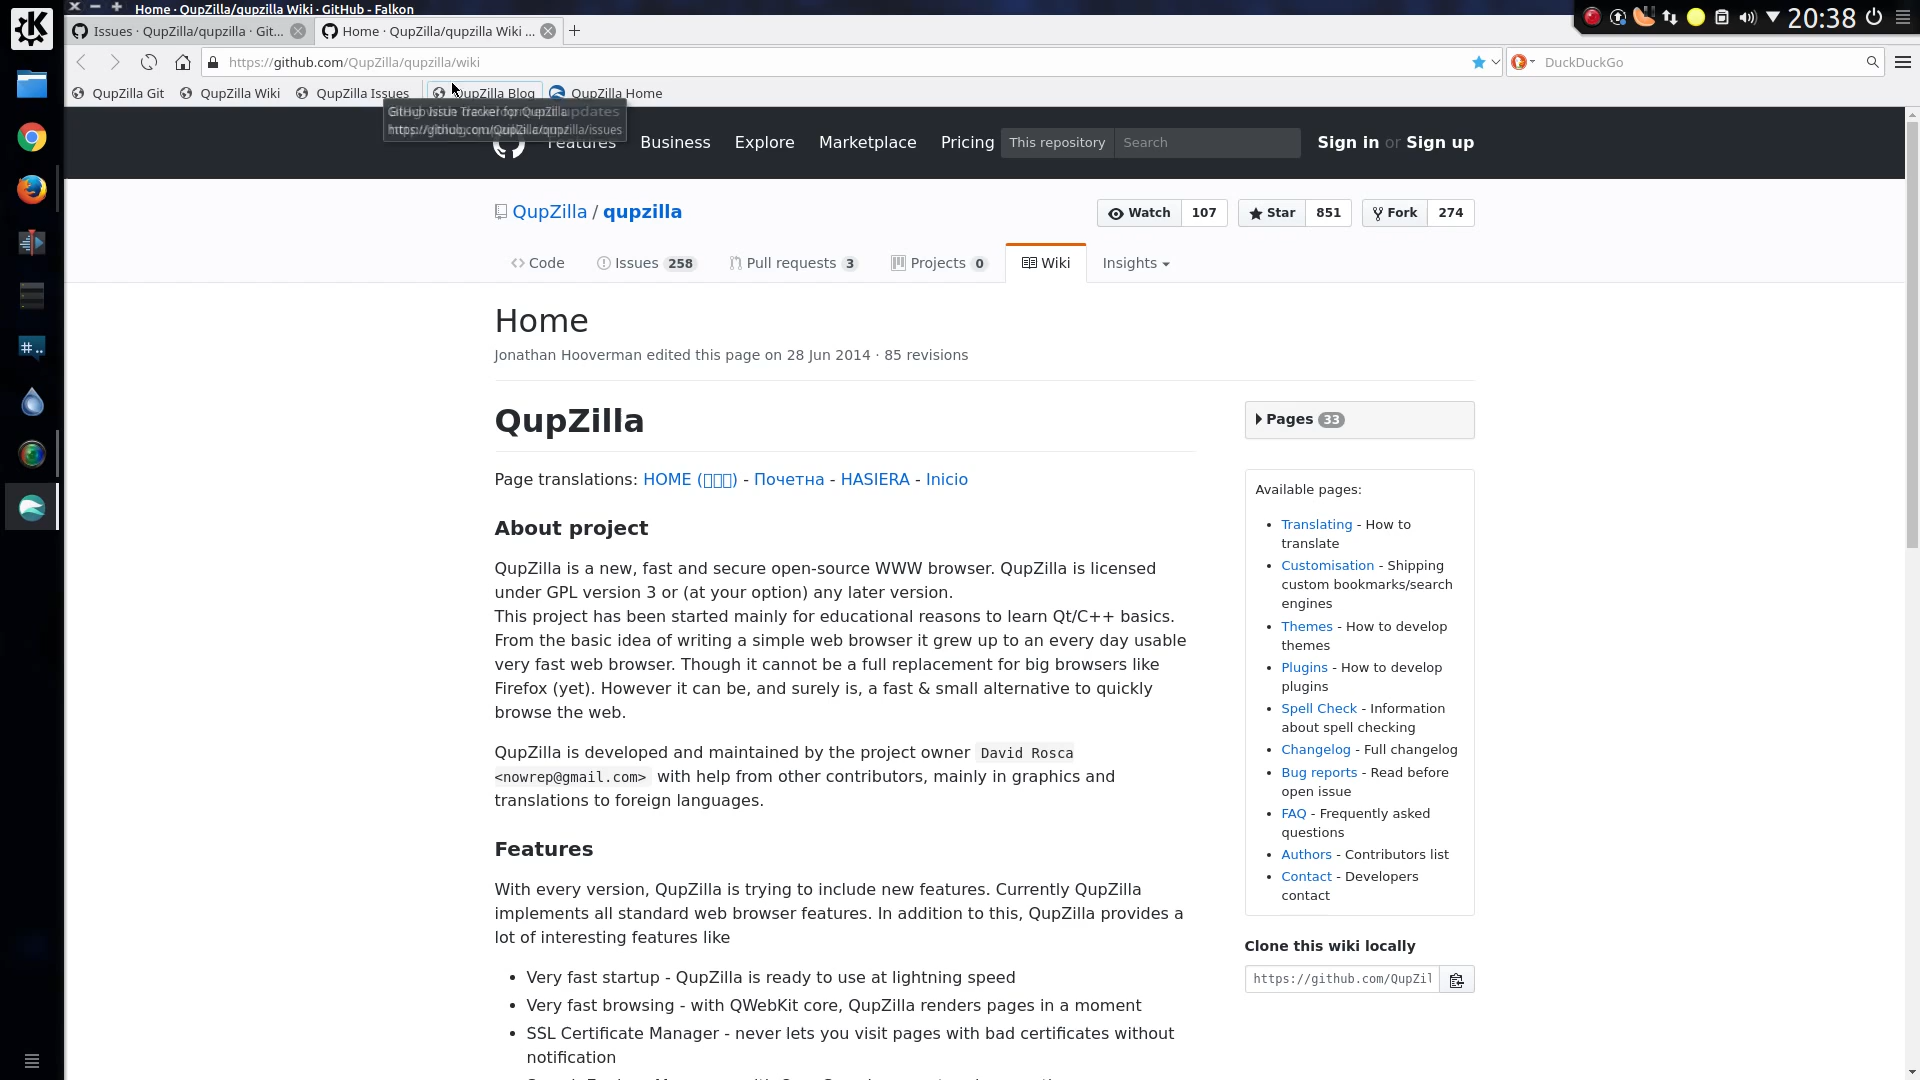 Home · QupZilla/qupzilla Wiki · GitHub - Falkon
20:38
Issues · QupZilla/qupzilla · Git...
Home · QupZilla/qupzilla Wiki ...
https://github.com/QupZilla/qupzilla/wiki
DuckDuckGo
QupZilla Git
QupZilla Wiki
QupZilla Issues
QupZilla Blog
QupZilla Home
Features
Business
Explore
Marketplace
Pricing
This repository
Search
Sign in or Sign up
QupZilla / qupzilla
Watch 107
Star 851
Fork 274
Code
Issues 258
Pull requests 3
Projects 0
Wiki
Insights
Home
Jonathan Hooverman edited this page on 28 Jun 2014 · 85 revisions
QupZilla
Page translations: HOME (▯▯▯) - Почетна - HASIERA - Inicio
About project
QupZilla is a new, fast and secure open-source WWW browser. QupZilla is licensed
under GPL version 3 or (at your option) any later version.
This project has been started mainly for educational reasons to learn Qt/C++ basics.
From the basic idea of writing a simple web browser it grew up to an every day usable
very fast web browser. Though it cannot be a full replacement for big browsers like
Firefox (yet). However it can be, and surely is, a fast & small alternative to quickly
browse the web.
QupZilla is developed and maintained by the project owner David Rosca
<nowrep@gmail.com> with help from other contributors, mainly in graphics and
translations to foreign languages.
Features
With every version, QupZilla is trying to include new features. Currently QupZilla
implements all standard web browser features. In addition to this, QupZilla provides a
lot of interesting features like
• Very fast startup - QupZilla is ready to use at lightning speed
• Very fast browsing - with QWebKit core, QupZilla renders pages in a moment
• SSL Certificate Manager - never lets you visit pages with bad certificates without
notification
Pages 33
Available pages:
• Translating - How to
translate
• Customisation - Shipping
custom bookmarks/search
engines
• Themes - How to develop
themes
• Plugins - How to develop
plugins
• Spell Check - Information
about spell checking
• Changelog - Full changelog
• Bug reports - Read before
open issue
• FAQ - Frequently asked
questions
• Authors - Contributors list
• Contact - Developers
contact
Clone this wiki locally
https://github.com/QupZil